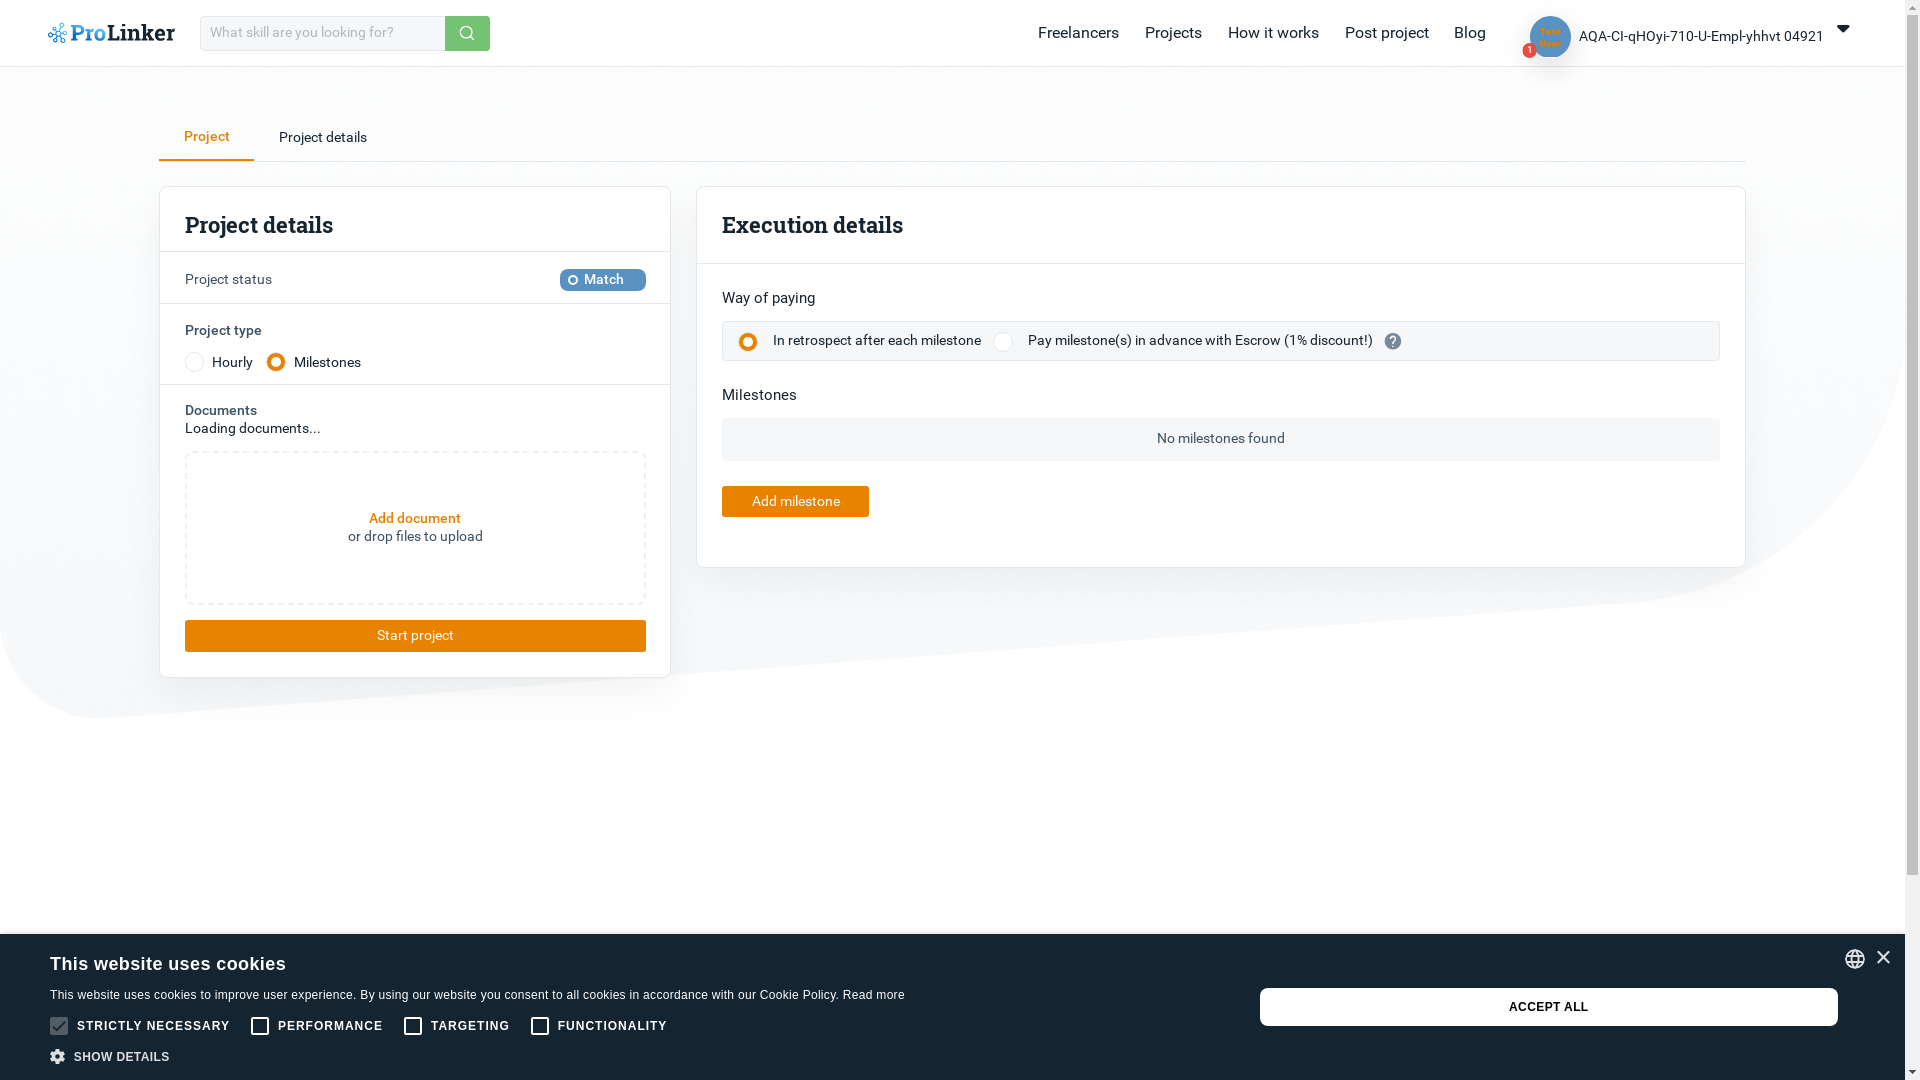 ProLinker
What skill are you looking for?
Freelancers
Projects
How it works
Post project
Blog
Test
User
1
AQA-CI-qHOyi-710-U-Empl-yhhvt 04921
Project
Project details
Project details
Project status
Match
Project type
Hourly
Milestones
Documents
Loading documents...
Add document
or drop files to upload
Start project
Execution details
Way of paying
In retrospect after each milestone
Pay milestone(s) in advance with Escrow (1% discount!)
?
Milestones
No milestones found
Add milestone
This website uses cookies
This website uses cookies to improve user experience. By using our website you consent to all cookies in accordance with our Cookie Policy. Read more
STRICTLY NECESSARY
PERFORMANCE
TARGETING
FUNCTIONALITY
SHOW DETAILS
ACCEPT ALL
×